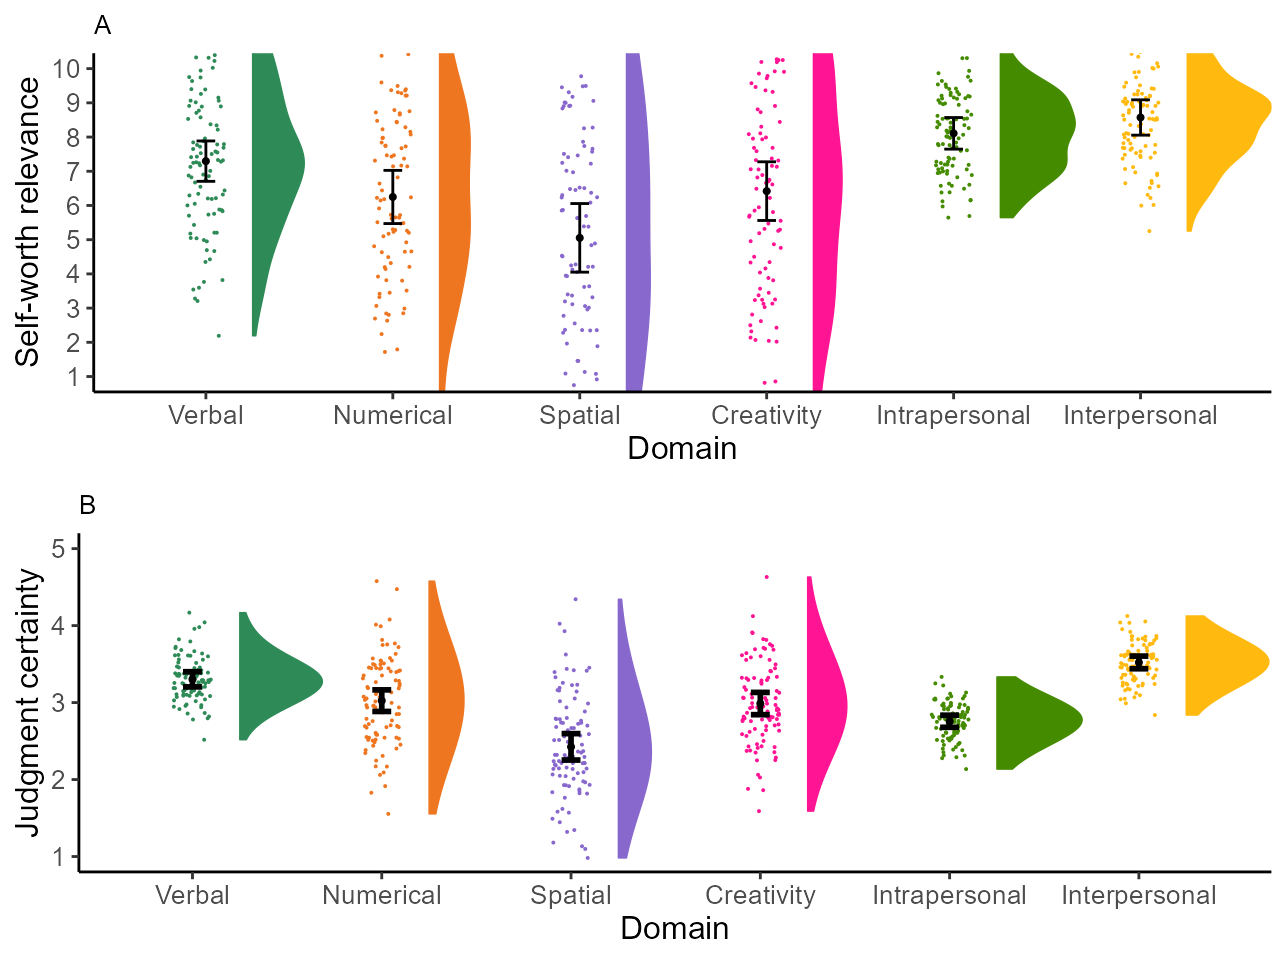 A
Self-worth relevance
10
9
8
7
6
5
4
3
2
1
Verbal Numerical Spatial Creativity Intrapersonal Interpersonal
Domain
B
Judgment certainty
5
4
3
2
1
Verbal Numerical Spatial Creativity Intrapersonal Interpersonal
Domain